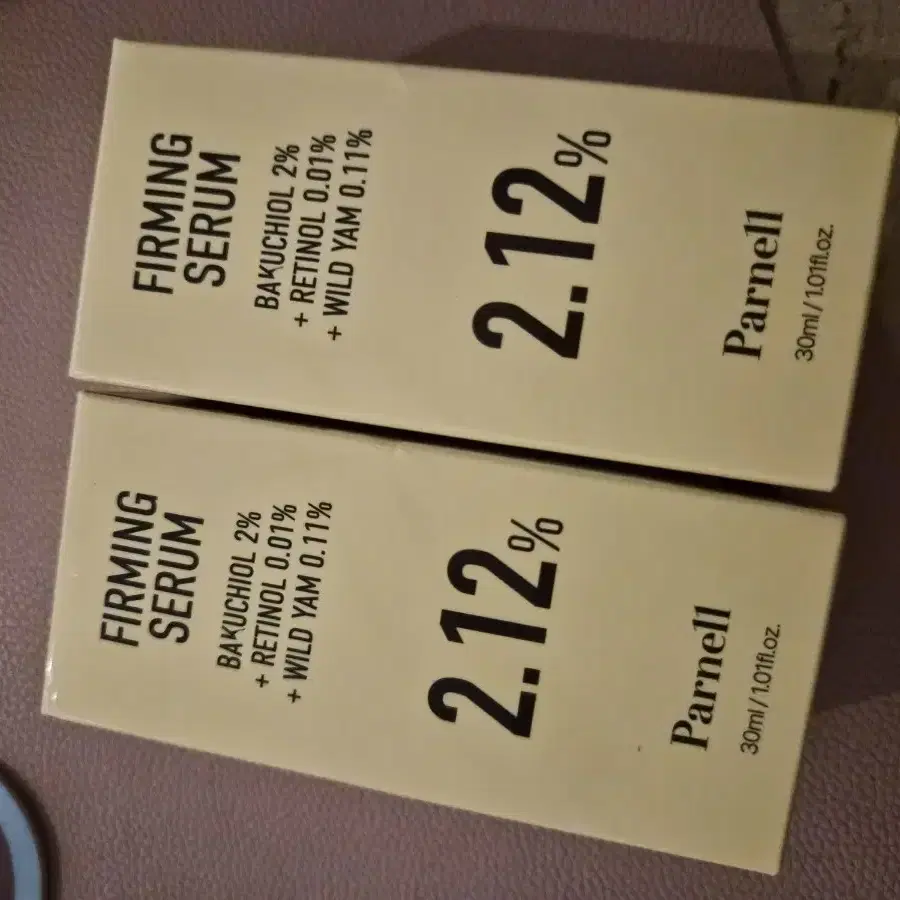 FIRMING
SERUM
BAKUCHIOL 2%
+ RETINOL 0.01%
+ WILD YAM 0.11%
2.12%
Parnell
30ml / 1.01fl.oz.
FIRMING
SERUM
BAKUCHIOL 2%
+ RETINOL 0.01%
+ WILD YAM 0.11%
2.12%
Parnell
30ml / 1.01fl.oz.